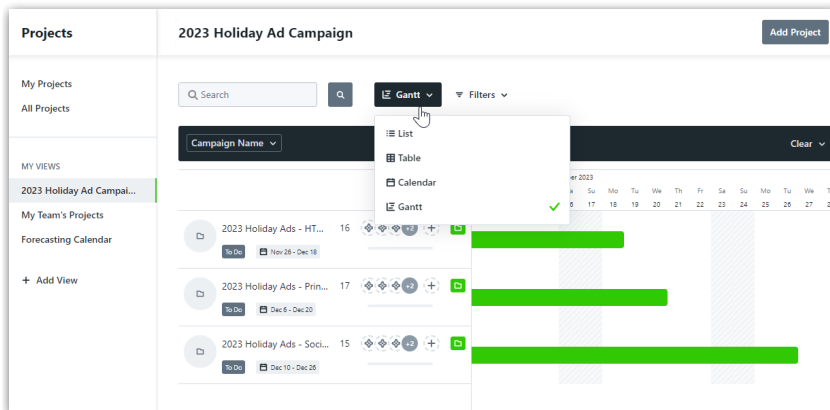 Projects
2023 Holiday Ad Campaign
Add Project
My Projects
All Projects
Search
Gantt
Filters
List
Table
Calendar
Gantt
Campaign Name
Clear
MY VIEWS
2023 Holiday Ad Campai...
My Team's Projects
Forecasting Calendar
+ Add View
2023
Su Mo Tu We Th Fr Sa Su Mo Tu We
17 18 19 20 21 22 23 24 25 26 27
2023 Holiday Ads - HT... 16 +2
To Do Nov 26 - Dec 18
2023 Holiday Ads - Prin... 17 +2
To Do Dec 6 - Dec 20
2023 Holiday Ads - Soci... 15 +2
To Do Dec 10 - Dec 26